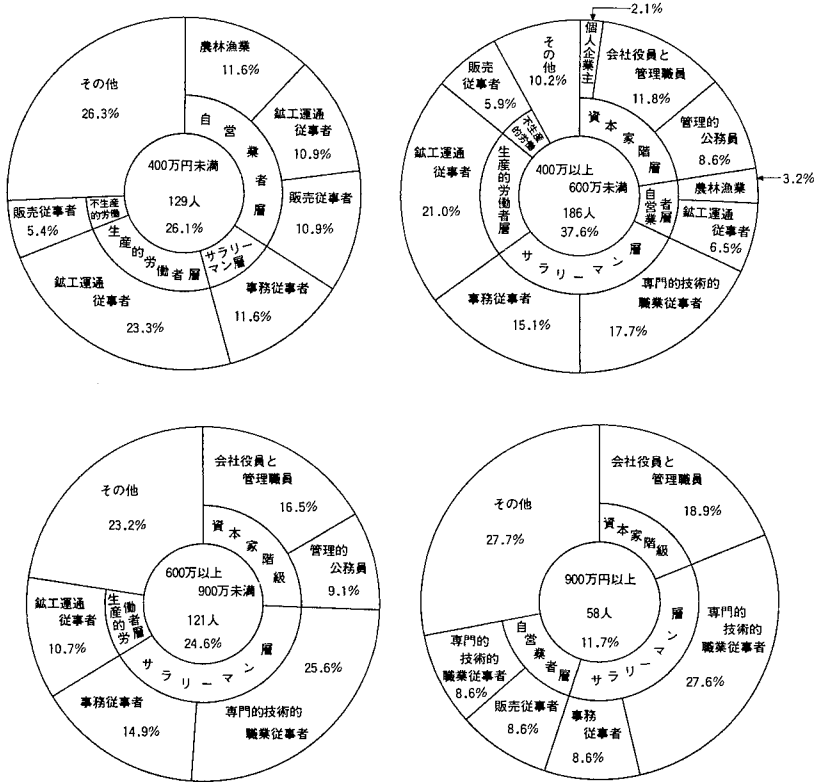 農林漁業
11.6%
鉱工運通
従事者
10.9%
販売従事者
10.9%
事務従事者
11.6%
鉱工運通
従事者
23.3%
販売従事者
5.4%
その他
26.3%
自営業者層
サラリー
マン層
生産的労働者層
不生産
的労働
400万円未満
129人
26.1%
2.1%
個人企業主
会社役員と
管理職員
11.8%
管理的
公務員
8.6%
3.2%
農林漁業
鉱工運通
従事者
6.5%
専門的技術的
職業従事者
17.7%
事務従事者
15.1%
鉱工運通
従事者
21.0%
販売
従事者
5.9%
その他
10.2%
資本家階層
自営業者層
サラリーマン層
生産的労働者層
不生産
的労働
400万以上
600万未満
186人
37.6%
会社役員と
管理職員
16.5%
管理的
公務員
9.1%
25.6%
専門的技術的
職業従事者
事務従事者
14.9%
鉱工運通
従事者
10.7%
その他
23.2%
資本家階級
サラリーマン層
生産的労働者層
600万以上
900万未満
121人
24.6%
会社役員と
管理職員
18.9%
専門的
技術的
職業従事者
27.6%
事務
従事者
8.6%
販売従事者
8.6%
専門的
技術的
職業従事者
8.6%
その他
27.7%
資本家階級
サラリーマン層
自営業者層
900万円以上
58人
11.7%